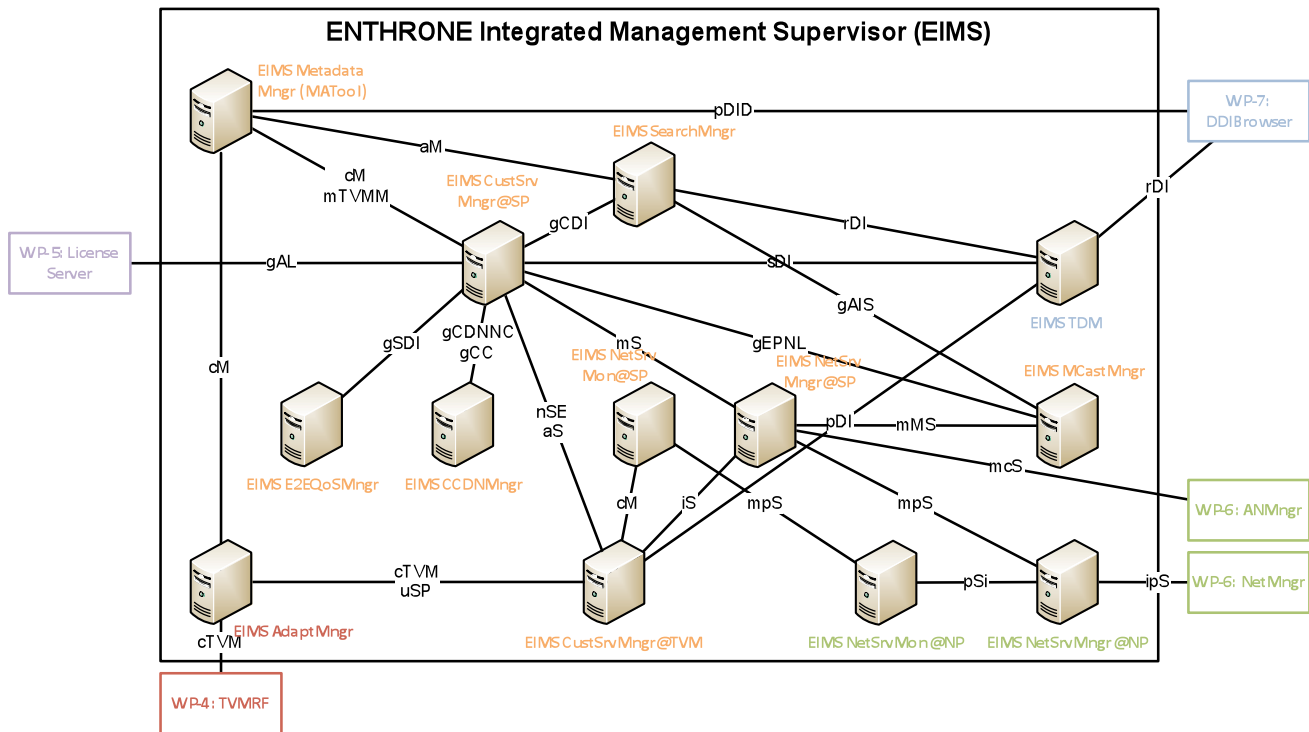 ENTHRONE Integrated Management Supervisor (EIMS)
EIMS Metadata
Mngr (MATool)
pDID
WP-7:
DDIBrowser
EIMS SearchMngr
aM
cM
mTVMM
EIMS CustSrv
Mngr@SP
gCDI
rDI
rDI
WP-5: License
Server
gAL
sDI
gAIS
EIMS TDM
gSDI
gCDNNC
gCC
mS
gEPNL
EIMS NetSrv
Mon@SP
EIMS NetSrv
Mngr@SP
EIMS MCastMngr
cM
nSE
aS
pDI
mMS
mcS
EIMS E2EQoSMngr
EIMS CCDNMngr
cM
iS
mpS
mpS
WP-6: ANMngr
cTVM
uSP
pSi
ipS
WP-6: NetMngr
EIMS AdaptMngr
cTVM
EIMS CustSrvMngr@TVM
EIMS NetSrvMon@NP
EIMS NetSrvMngr@NP
WP-4: TVMRF